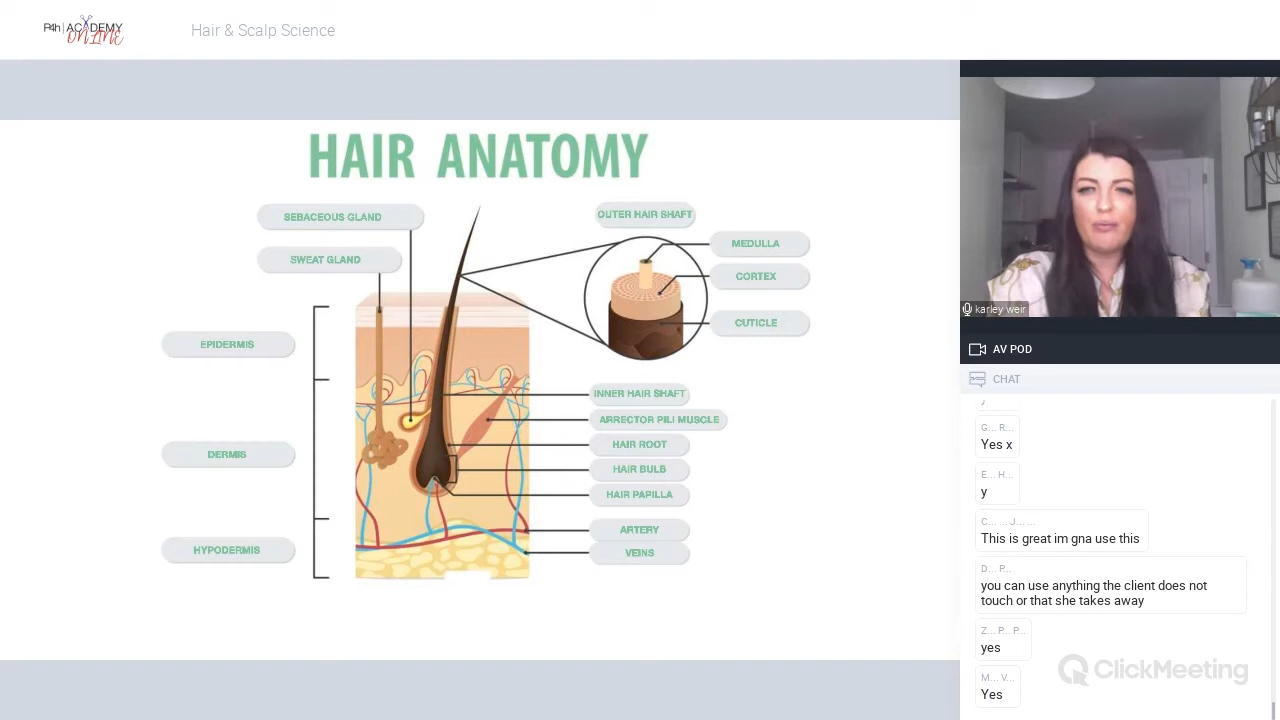 P4h | ACADEMY
ONLINE
Hair & Scalp Science
HAIR ANATOMY
SEBACEOUS GLAND
SWEAT GLAND
OUTER HAIR SHAFT
MEDULLA
CORTEX
CUTICLE
EPIDERMIS
DERMIS
HYPODERMIS
INNER HAIR SHAFT
ARRECTOR PILI MUSCLE
HAIR ROOT
HAIR BULB
HAIR PAPILLA
ARTERY
VEINS
karley weir
AV POD
CHAT
G... R...
Yes x
E... H...
y
C... ... J... ...
This is great im gna use this
D... P...
you can use anything the client does not
touch or that she takes away
Z... P... P...
yes
M... V...
Yes
ClickMeeting